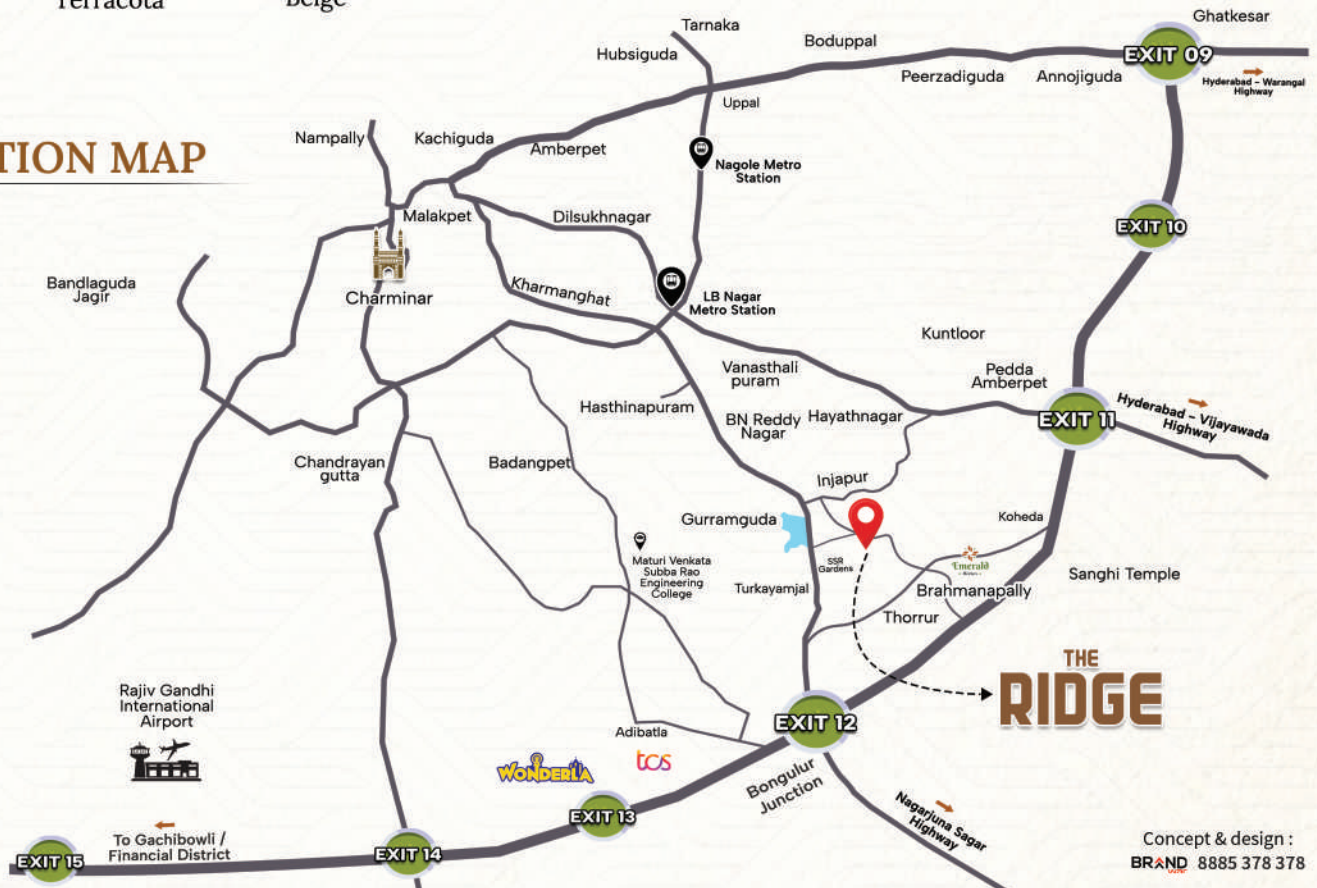 Beige
Ghatkesar
Tarnaka
Boduppal
Hubsiguda
EXIT 09
Peerzadiguda
Annojiguda
Hyderabad - Warangal
Highway
Uppal
Nampally
Kachiguda
Amberpet
TION MAP
Nagole Metro
Station
Malakpet
Dilsukhnagar
EXIT 10
Bandlaguda
Jagir
Charminar
Kharmanghat
LB Nagar
Metro Station
Kuntloor
Vanasthali
puram
Pedda
Amberpet
Hasthinapuram
BN Reddy
Nagar
Hayathnagar
EXIT 11
Hyderabad - Vijayawada
Highway
Chandrayan
gutta
Badangpet
Injapur
Gurramguda
Koheda
Maturi Venkata
Subba Rao
Engineering
College
SSR
Gardens
Emerald
Sanghi Temple
Turkayamjal
Brahmanapally
Thorrur
THE
RIDGE
Rajiv Gandhi
International
Airport
EXIT 12
Adibatla
WONDERLA
tcs
Bongulur
Junction
Nagarjuna Sagar
Highway
EXIT 13
To Gachibowli /
Financial District
EXIT 15
EXIT 14
Concept & design :
BRAND 8885 378 378